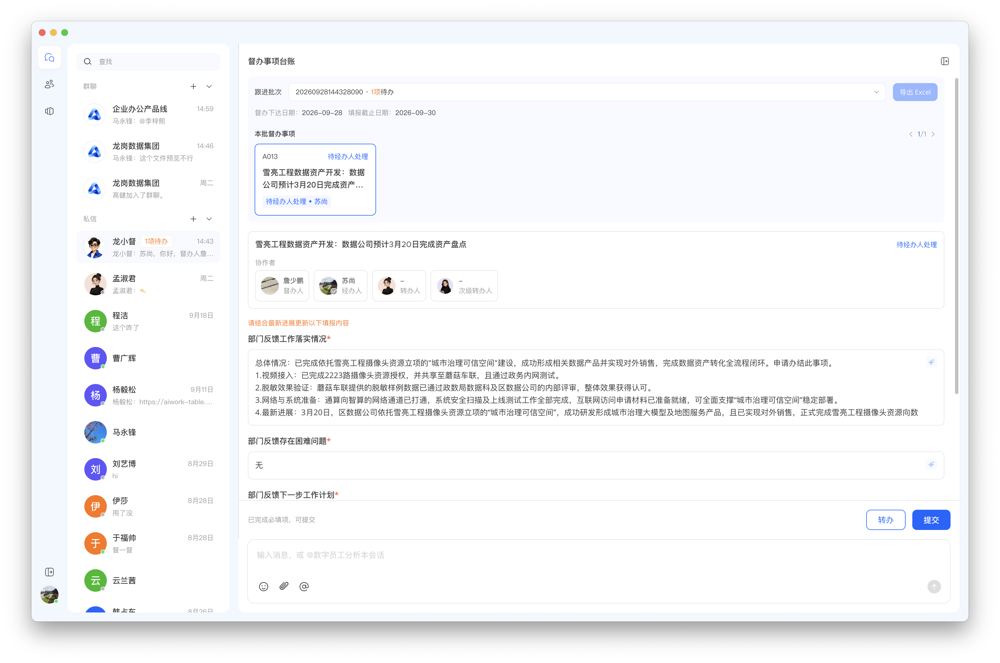 查找
群聊
企业办公产品线 14:59
马永锋：@李梓熙
龙岗数据集团 14:46
马永锋：这个文件预览不行
龙岗数据集团 周二
高健加入了群聊。
私信
龙小督 1项待办 14:43
龙小督：苏尚，你好，督办人詹...
孟淑君 周二
孟淑君：
程
程洁 9月18日
这个咋了
曹
曹广辉
杨
杨毅松 9月11日
杨毅松：https://aiwork-table....
马永锋
刘
刘艺博 8月29日
hi
伊
伊莎 8月28日
用了没
于
于福帅 8月28日
督一督
云
云兰茜
8月26日
督办事项台账
跟进批次 20260928144328090 · 1项待办 导出 Excel
督办下达日期：2026-09-28 填报截止日期：2026-09-30
本批督办事项 1/1
A013 待经办人处理
雪亮工程数据资产开发：数据
公司预计3月20日完成资产...
待经办人处理 • 苏尚
雪亮工程数据资产开发：数据公司预计3月20日完成资产盘点 待经办人处理
协作者
詹少鹏
督办人
苏尚
经办人
–
转办人
–
次级转办人
请结合最新进展更新以下填报内容
部门反馈工作落实情况*
总体情况：已完成依托雪亮工程摄像头资源立项的"城市治理可信空间"建设，成功形成相关数据产品并实现对外销售，完成数据资产转化全流程闭环。申请办结此事项。
1.视频接入：已完成2223路摄像头资源授权，并共享至蘑菇车联，且通过政务内网测试。
2.脱敏效果验证：蘑菇车联提供的脱敏样例数据已通过政数局数据科及区数据公司的内部评审，整体效果获得认可。
3.网络与系统准备：通算向智算的网络通道已打通，系统安全扫描及上线测试工作全部完成，互联网访问申请材料已准备就绪，可全面支撑“城市治理可信空间”稳定部署。
4.最新进展：3月20日，区数据公司依托雪亮工程摄像头资源立项的“城市治理可信空间”，成功研发形成城市治理大模型及地图服务产品，且已实现对外销售，正式完成雪亮工程摄像头资源向数
部门反馈存在困难问题*
无
部门反馈下一步工作计划*
已完成必填项，可提交
转办 提交
输入消息，或 @数字员工分析本会话